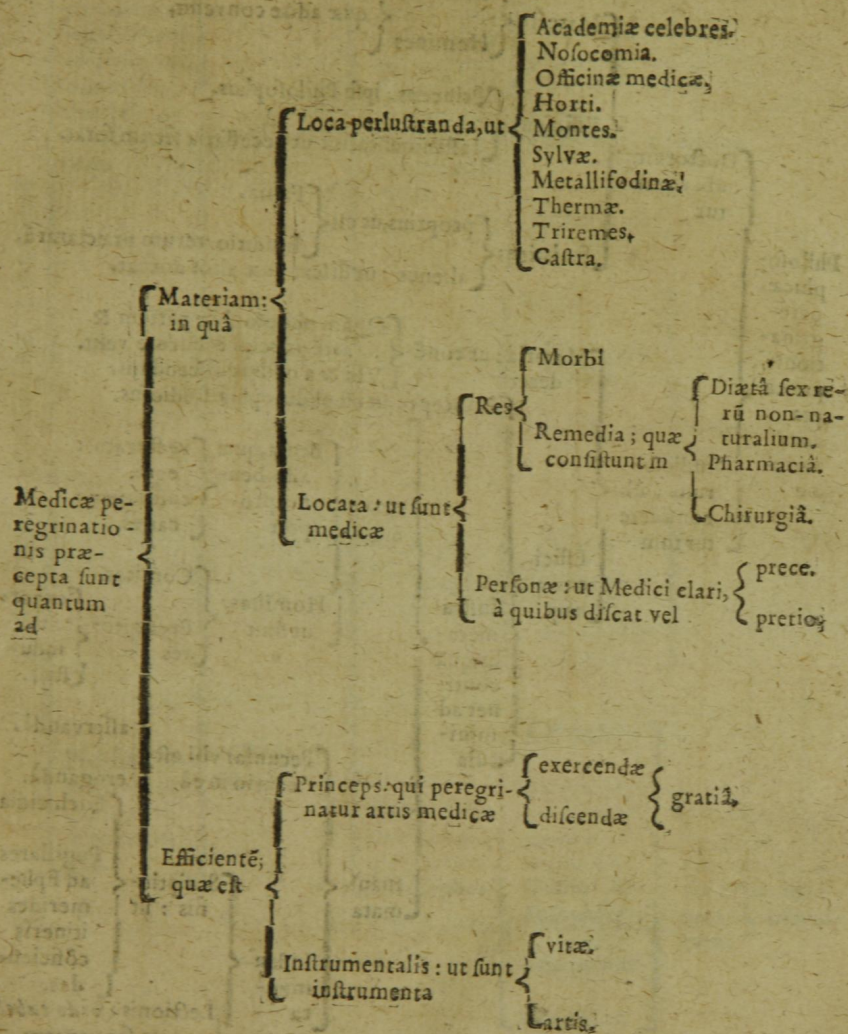 Medicæ pe-
regrinatio-
nis præ-
cepta ſunt
quantum
ad
Materiam:
in quâ
Loca perluſtranda, ut
Academiæ celebres.
Noſocomia.
Officinæ medicæ,
Horti.
Montes.
Sylvæ.
Metallifodinæ.
Thermæ.
Triremes,
Caſtra.
Locata: ut ſunt
medicæ
Res
Morbi
Remedia; quæ
conſiſtunt in
Diætâ ſex re-
rū non-na-
turalium.
Pharmaciâ.
Chirurgiâ.
Perſonæ: ut Medici clari,
à quibus diſcat vel
prece.
pretio;
Efficientē;
quæ eſt
Princeps: qui peregri-
natur artis medicæ
exercendæ
diſcendæ
gratiâ.
Inſtrumentalis: ut ſunt
inſtrumenta
vitæ.
artis.